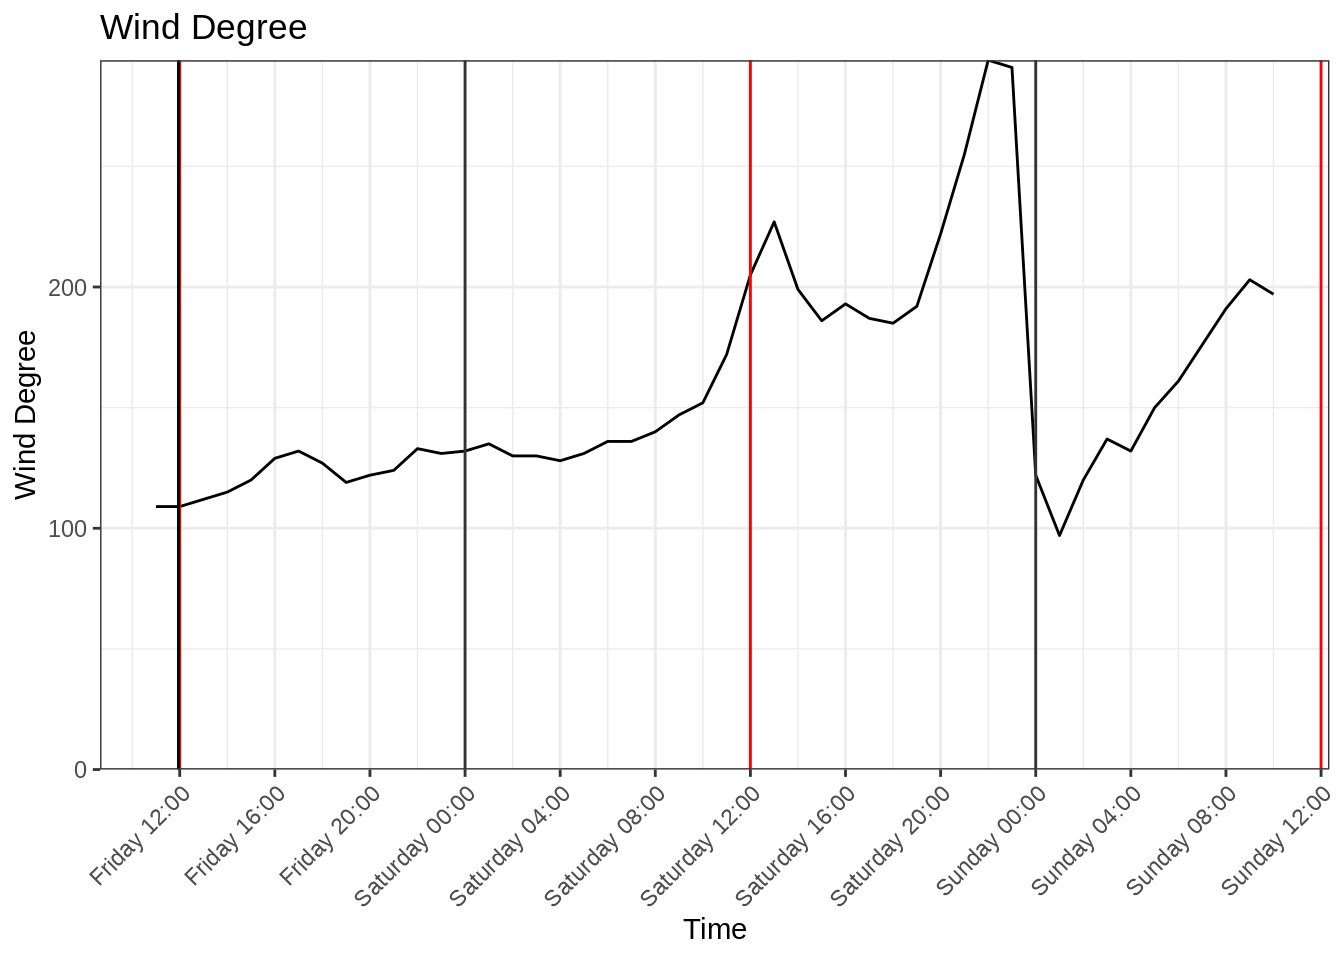 Wind Degree
Wind Degree
200
100
0
Friday 12:00
Friday 16:00
Friday 20:00
Saturday 00:00
Saturday 04:00
Saturday 08:00
Saturday 12:00
Saturday 16:00
Saturday 20:00
Sunday 00:00
Sunday 04:00
Sunday 08:00
Sunday 12:00
Time